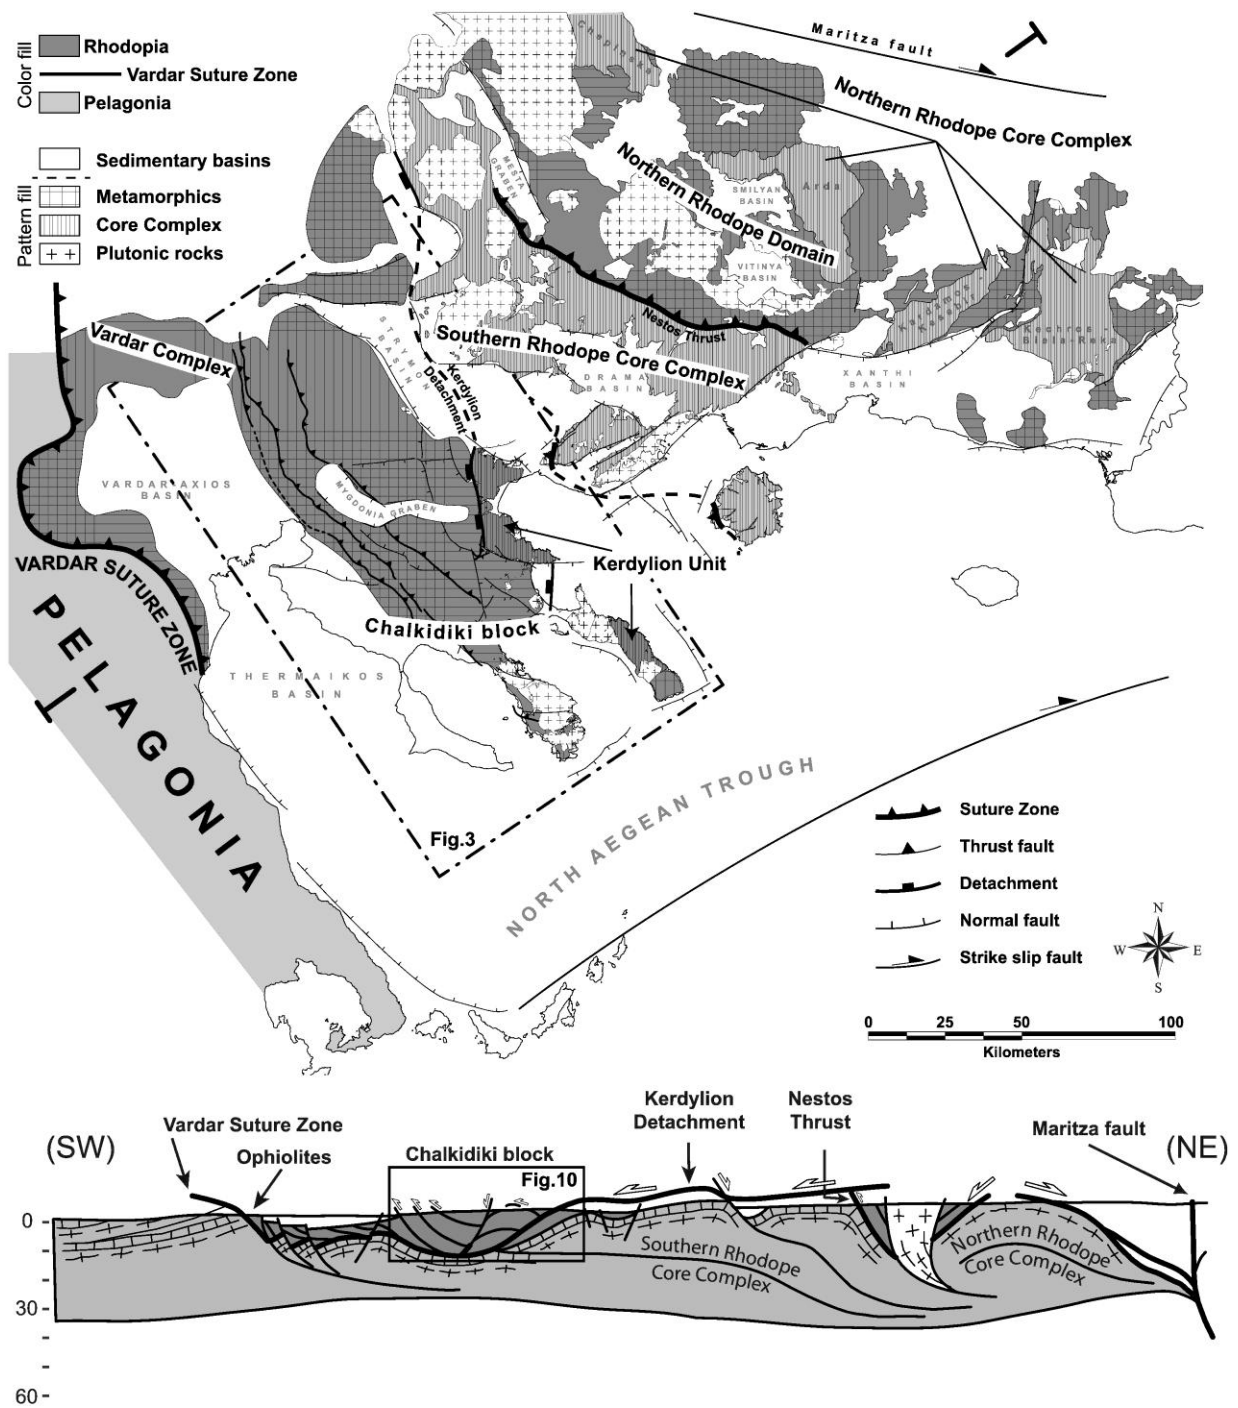 Color fill
Rhodopia
Vardar Suture Zone
Pelagonia
Pattern fill
Sedimentary basins
Metamorphics
Core Complex
Plutonic rocks
Chepinska
Maritza fault
Northern Rhodope Core Complex
MESTA
GRABEN
Northern Rhodope Domain
SMILYAN
BASIN
Arda
VITINYA
BASIN
Nestos Thrust
Kechros -
Biela-Reka
Vardar Complex
STRYMON
BASIN
Southern Rhodope Core Complex
Kerdylion
Detachment
DRAMA
BASIN
XANTHI
BASIN
VARDAR/AXIOS
BASIN
MYGDONIA GRABEN
Kerdylion Unit
VARDAR SUTURE ZONE
Chalkidiki block
PELAGONIA
THERMAIKOS
BASIN
NORTH AEGEAN TROUGH
Fig.3
Suture Zone
Thrust fault
Detachment
Normal fault
Strike slip fault
N
W
E
S
0 25 50 100
Kilometers
(SW)
Vardar Suture Zone
Ophiolites
Chalkidiki block
Fig.10
Kerdylion
Detachment
Nestos
Thrust
Maritza fault
(NE)
0
30
60
Southern Rhodope
Core Complex
Northern Rhodope
Core Complex